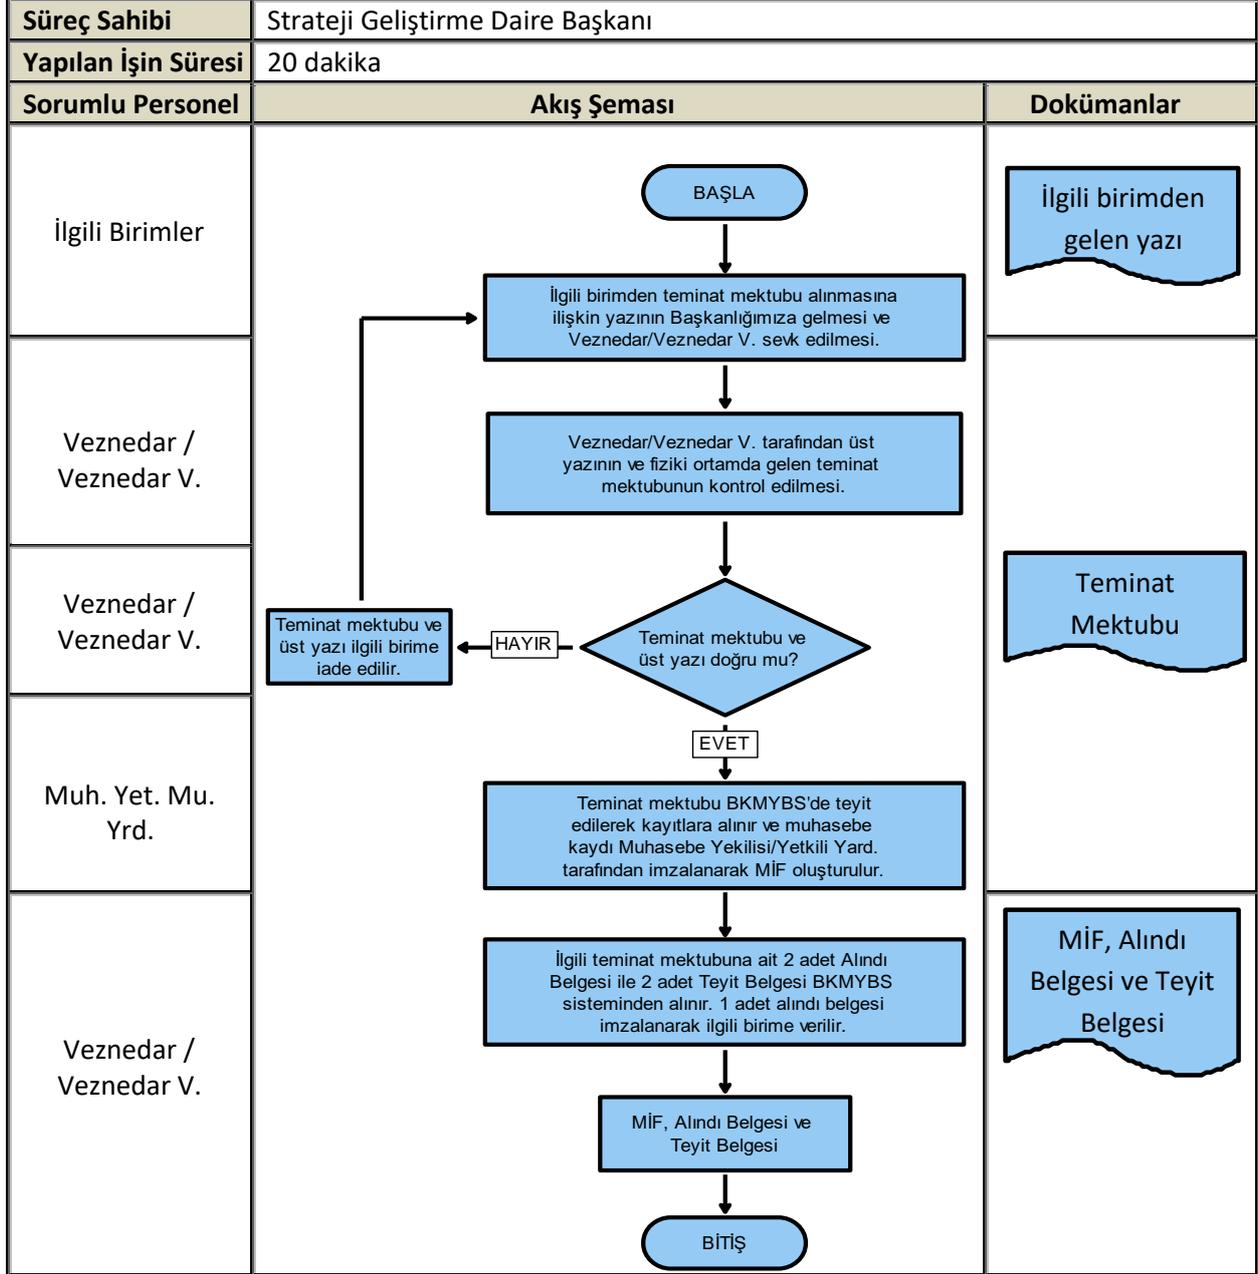 Süreç Sahibi
Strateji Geliştirme Daire Başkanı
Yapılan İşin Süresi
20 dakika
Sorumlu Personel
Akış Şeması
Dokümanlar
İlgili Birimler
BAŞLA
İlgili birimden
gelen yazı
İlgili birimden teminat mektubu alınmasına
ilişkin yazının Başkanlığımıza gelmesi ve
Veznedar/Veznedar V. sevk edilmesi.
Veznedar /
Veznedar V.
Veznedar/Veznedar V. tarafından üst
yazının ve fiziki ortamda gelen teminat
mektubunun kontrol edilmesi.
Veznedar /
Veznedar V.
Teminat mektubu ve
üst yazı ilgili birime
iade edilir.
HAYIR
Teminat mektubu ve
üst yazı doğru mu?
Teminat
Mektubu
EVET
Muh. Yet. Mu.
Yrd.
Teminat mektubu BKMYBS'de teyit
edilerek kayıtlara alınır ve muhasebe
kaydı Muhasebe Yekilisi/Yetkili Yard.
tarafından imzalanarak MİF oluşturulur.
Veznedar /
Veznedar V.
İlgili teminat mektubuna ait 2 adet Alındı
Belgesi ile 2 adet Teyit Belgesi BKMYBS
sisteminden alınır. 1 adet alındı belgesi
imzalanarak ilgili birime verilir.
MİF, Alındı
Belgesi ve Teyit
Belgesi
MİF, Alındı Belgesi ve
Teyit Belgesi
BİTİŞ